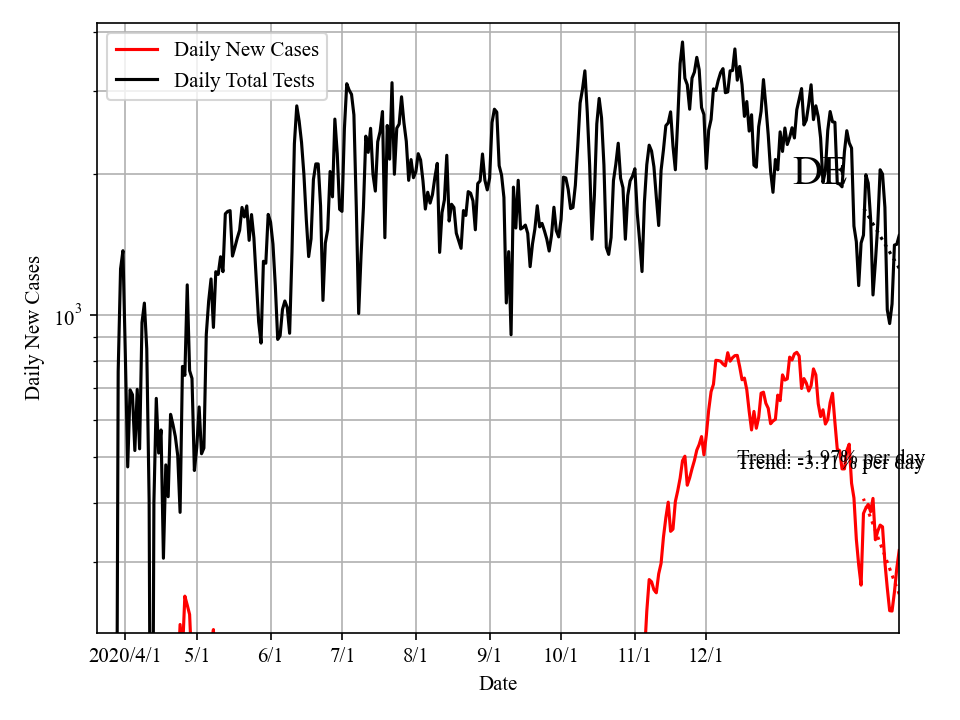 Daily New Cases
Daily Total Tests
DE
Daily New Cases
10³
Trend: -1.97% per day
Trend: -3.11% per day
2020/4/1 5/1 6/1 7/1 8/1 9/1 10/1 11/1 12/1
Date